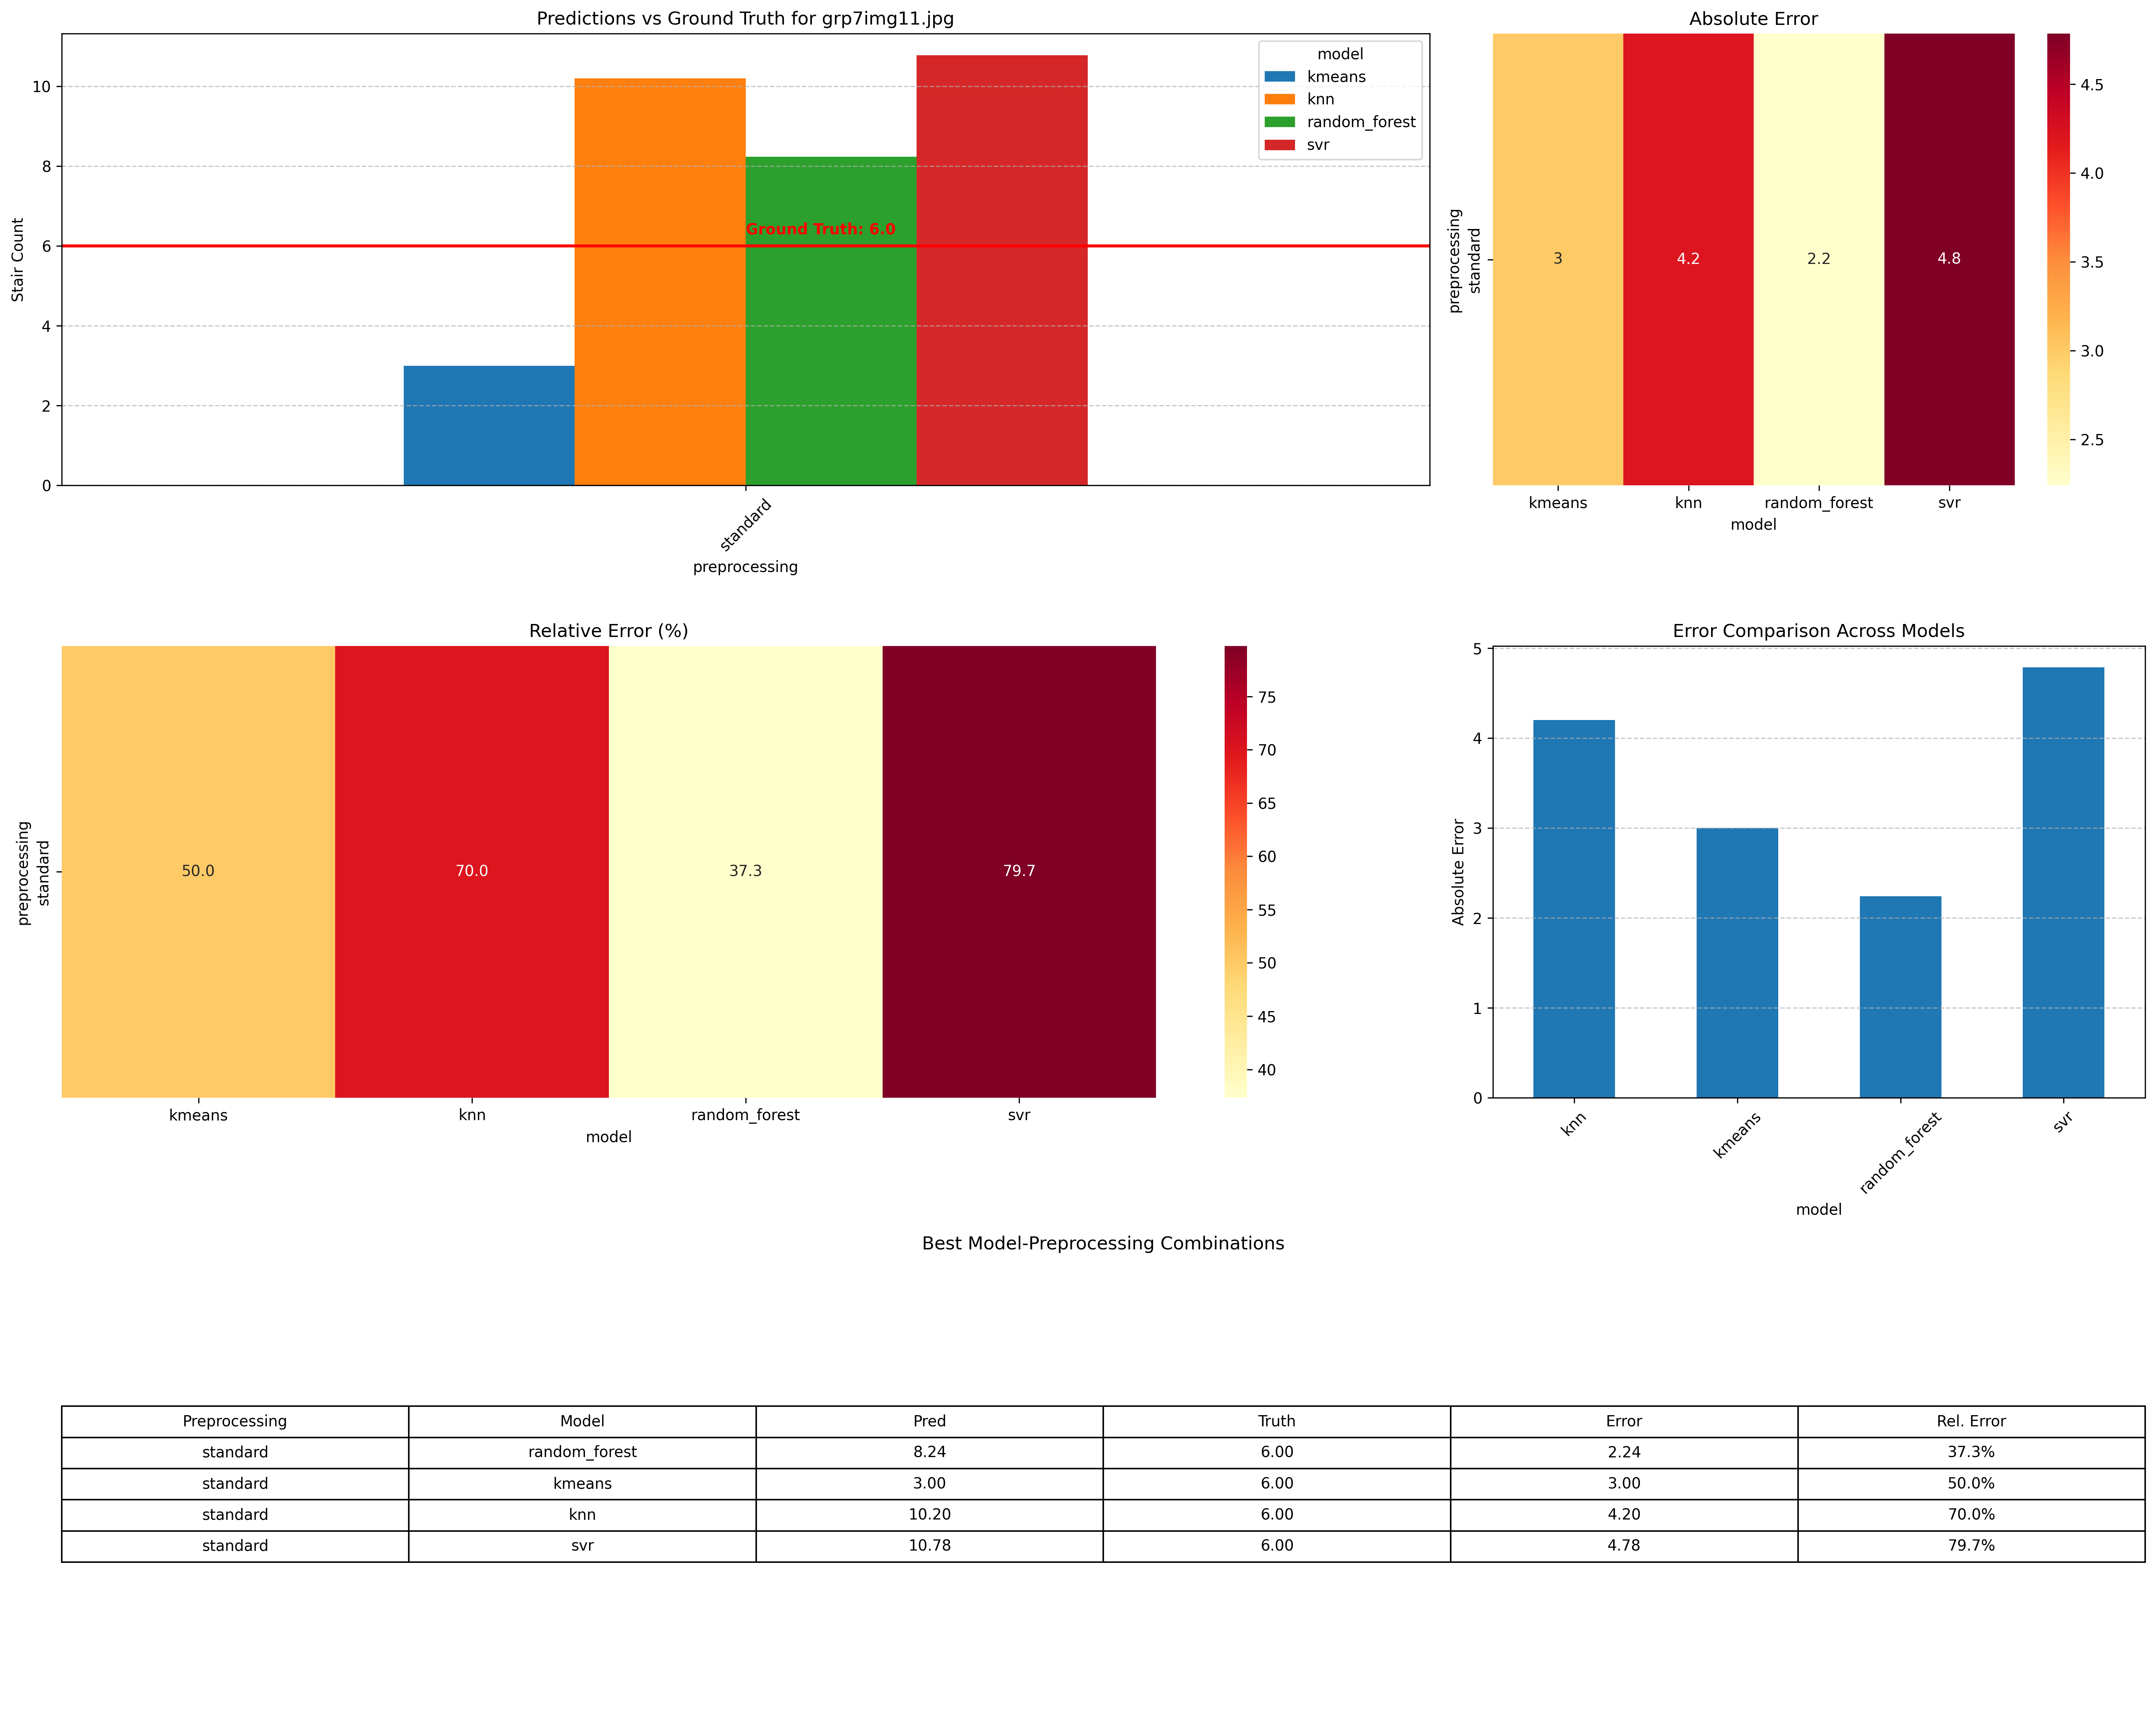 Predictions vs Ground Truth for grp7img11.jpg
Stair Count
10
8
6
4
2
0
Ground Truth: 6.0
model
kmeans
knn
random_forest
svr
standard
preprocessing
Absolute Error
preprocessing
standard
3 4.2 2.2 4.8
kmeans knn random_forest svr
model
4.5
4.0
3.5
3.0
2.5
Relative Error (%)
preprocessing
standard
50.0 70.0 37.3 79.7
kmeans knn random_forest svr
model
75
70
65
60
55
50
45
40
Error Comparison Across Models
Absolute Error
5
4
3
2
1
0
knn kmeans random_forest svr
model
Best Model-Preprocessing Combinations
Preprocessing Model Pred Truth Error Rel. Error
standard random_forest 8.24 6.00 2.24 37.3%
standard kmeans 3.00 6.00 3.00 50.0%
standard knn 10.20 6.00 4.20 70.0%
standard svr 10.78 6.00 4.78 79.7%